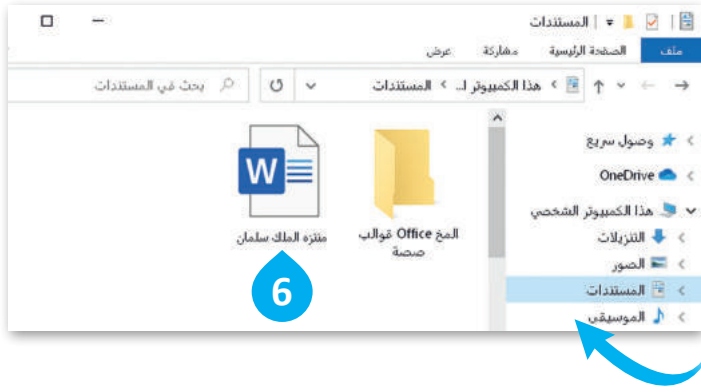 المستندات
ملف الصفحة الرئيسية مشاركة عرض
هذا الكمبيوتر ا... المستندات
بحث في المستندات
وصول سريع
OneDrive
هذا الكمبيوتر الشخصي
التنزيلات
الصور
المستندات
الموسيقى
المخ Office قوالب
صصة
W
منتزه الملك سلمان
6